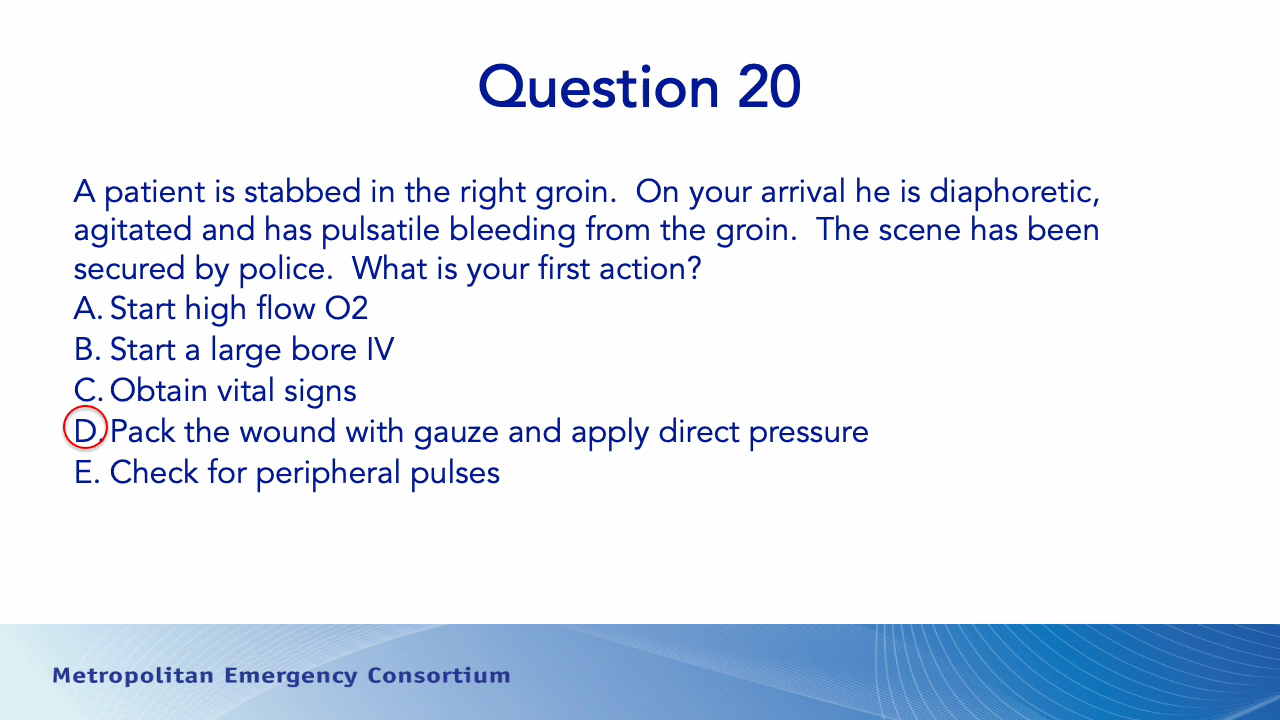 Question 20
A patient is stabbed in the right groin.  On your arrival he is diaphoretic,
agitated and has pulsatile bleeding from the groin.  The scene has been
secured by police.  What is your first action?
A. Start high flow O2
B. Start a large bore IV
C. Obtain vital signs
D. Pack the wound with gauze and apply direct pressure
E. Check for peripheral pulses
Metropolitan Emergency Consortium